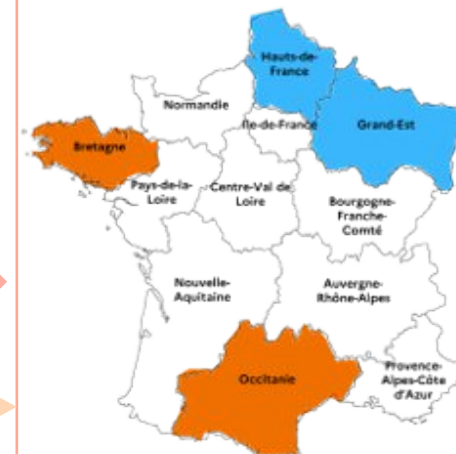 Hauts-de-
France
Normandie
Ile-de-France
Grand-Est
Bretagne
Pays-de-la-
Loire
Centre-Val de
Loire
Bourgogne-
Franche-
Comté
Nouvelle-
Aquitaine
Auvergne-
Rhône-Alpes
Occitanie
Provence-
Alpes-Côte
d'Azur